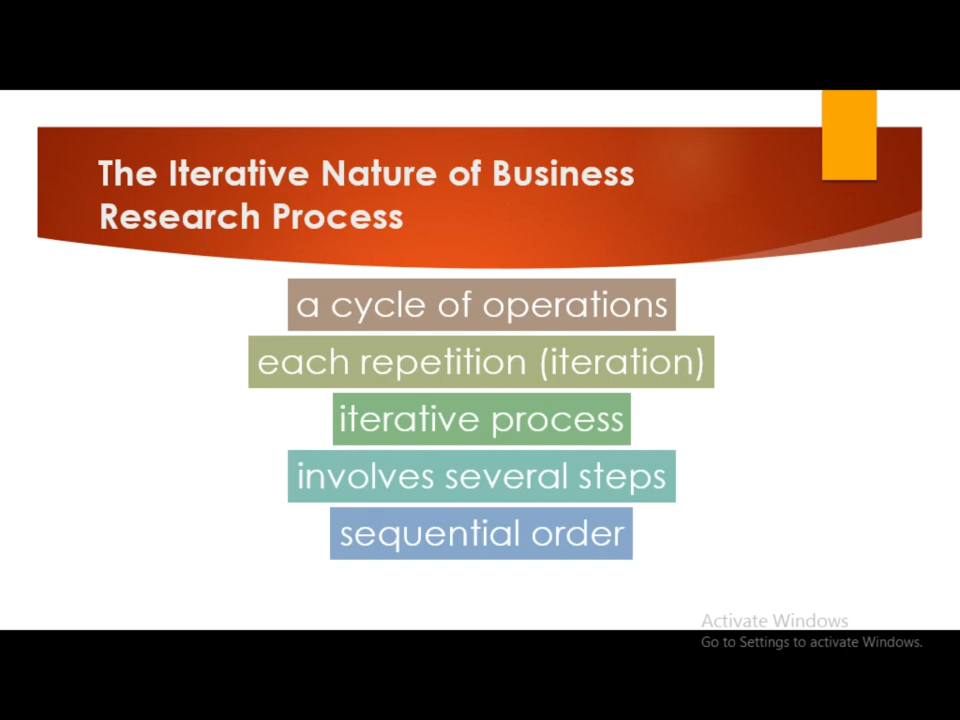 The Iterative Nature of Business
Research Process
a cycle of operations
each repetition (iteration)
iterative process
involves several steps
sequential order
Activate Windows
Go to Settings to activate Windows.